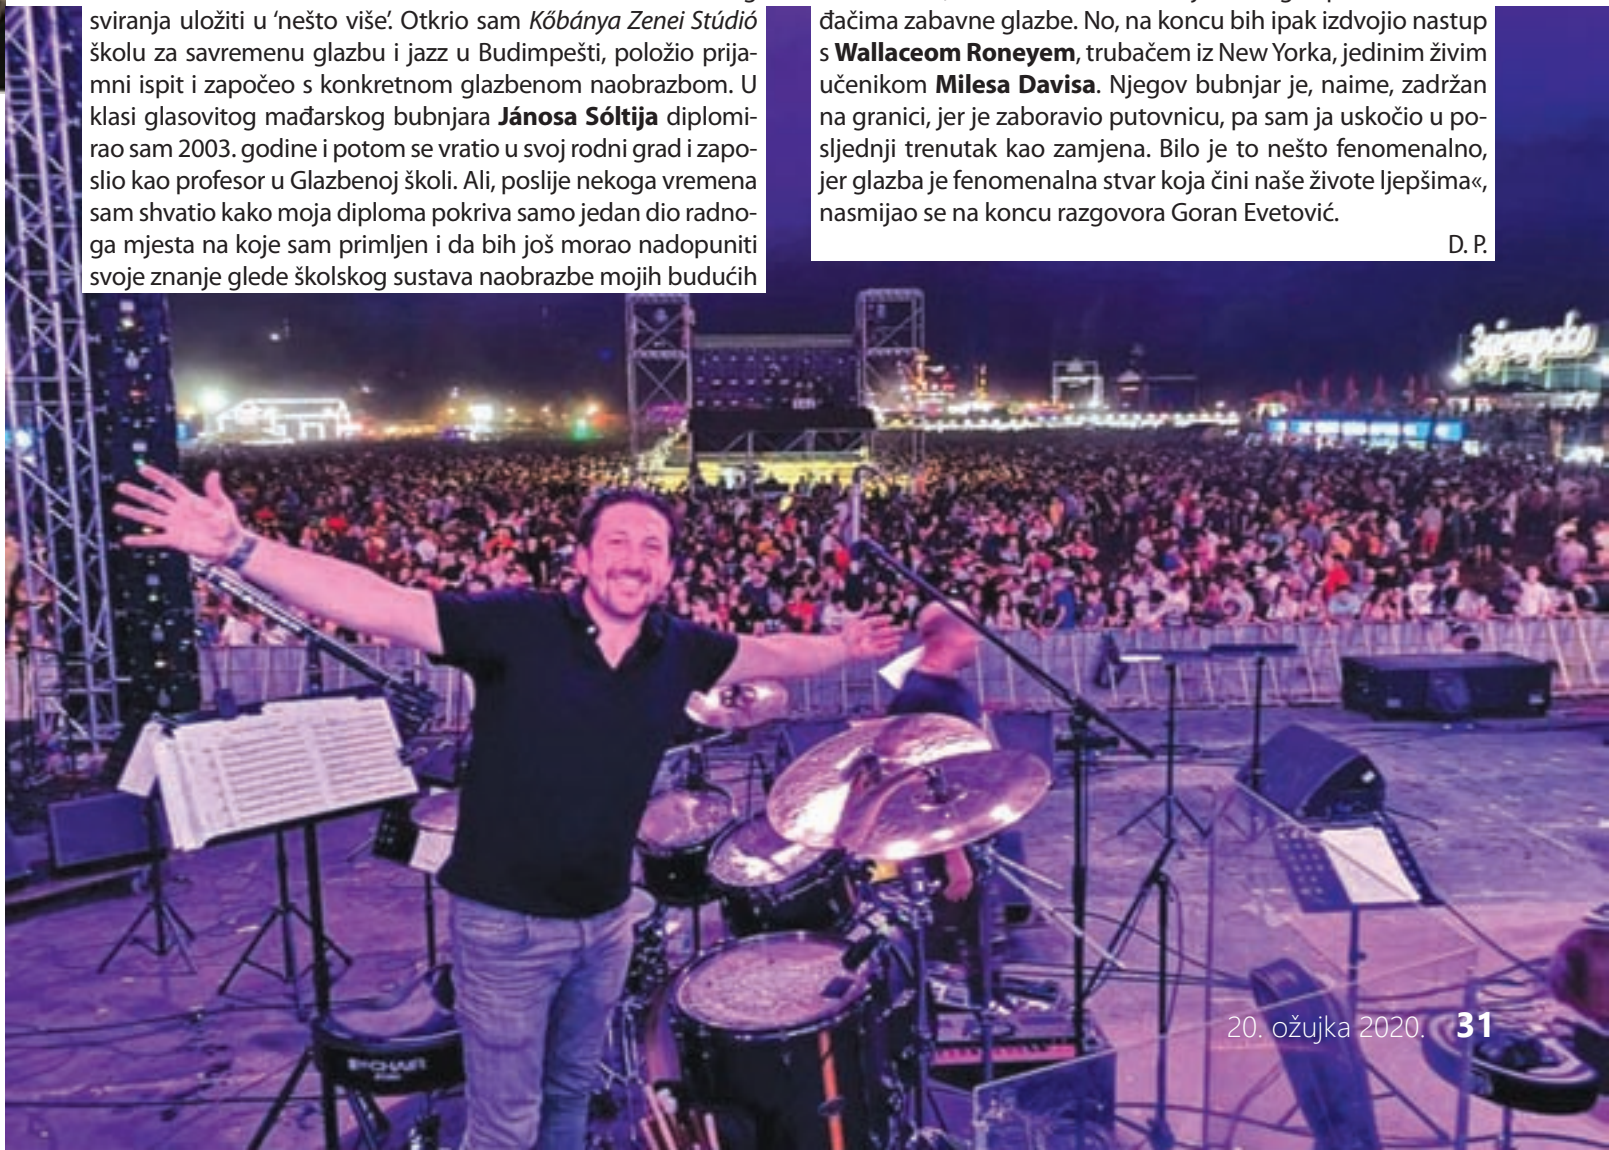 sviranja uložiti u ‘nešto više’. Otkrio sam Kőbánya Zenei Stúdió
školu za savremenu glazbu i jazz u Budimpešti, položio prija-
mni ispit i započeo s konkretnom glazbenom naobrazbom. U
klasi glasovitog mađarskog bubnjara Jánosa Sóltija diplomi-
rao sam 2003. godine i potom se vratio u svoj rodni grad i zapo-
slio kao profesor u Glazbenoj školi. Ali, poslije nekoga vremena
sam shvatio kako moja diploma pokriva samo jedan dio radno-
ga mjesta na koje sam primljen i da bih još morao nadopuniti
svoje znanje glede školskog sustava naobrazbe mojih budućih
đačima zabavne glazbe. No, na koncu bih ipak izdvojio nastup
s Wallaceom Roneyem, trubačem iz New Yorka, jedinim živim
učenikom Milesa Davisa. Njegov bubnjar je, naime, zadržan
na granici, jer je zaboravio putovnicu, pa sam ja uskočio u po-
sljednji trenutak kao zamjena. Bilo je to nešto fenomenalno,
jer glazba je fenomenalna stvar koja čini naše živote ljepšima«,
nasmijao se na koncu razgovora Goran Evetović.
D. P.
Зајечарско
20. ožujka 2020. 31